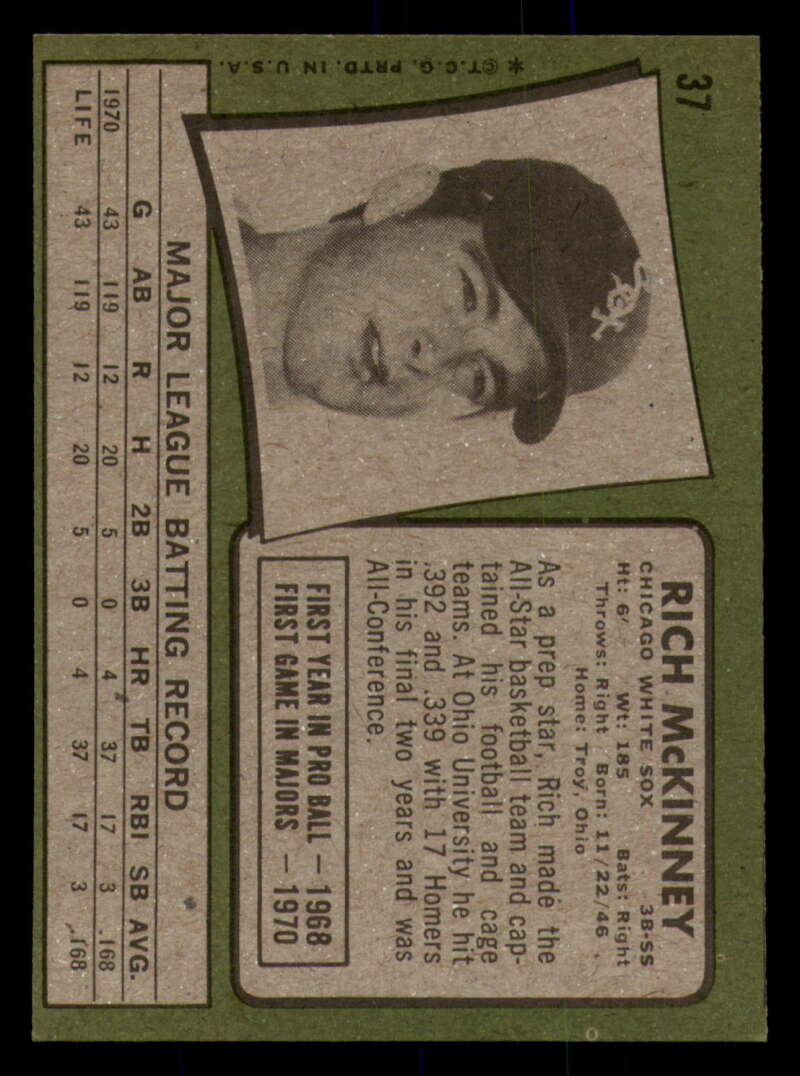 37
*©T.C.G. PRTD. IN U.S.A.
RICH McKINNEY
CHICAGO WHITE SOX 3B-SS
Ht: 6' Wt: 185 Bats: Right
Throws: Right Born: 11/22/46
Home: Troy, Ohio
As a prep star, Rich made the
All-Star basketball team and cap-
tained his football and cage
teams. At Ohio University he hit
.392 and .339 with 17 Homers
in his final two years and was
All-Conference.
FIRST YEAR IN PRO BALL — 1968
FIRST GAME IN MAJORS — 1970
MAJOR LEAGUE BATTING RECORD
G AB R H 2B 3B HR TB RBI SB AVG.
1970 43 119 12 20 5 0 4 37 17 3 .168
LIFE 43 119 12 20 5 0 4 37 17 3 .168